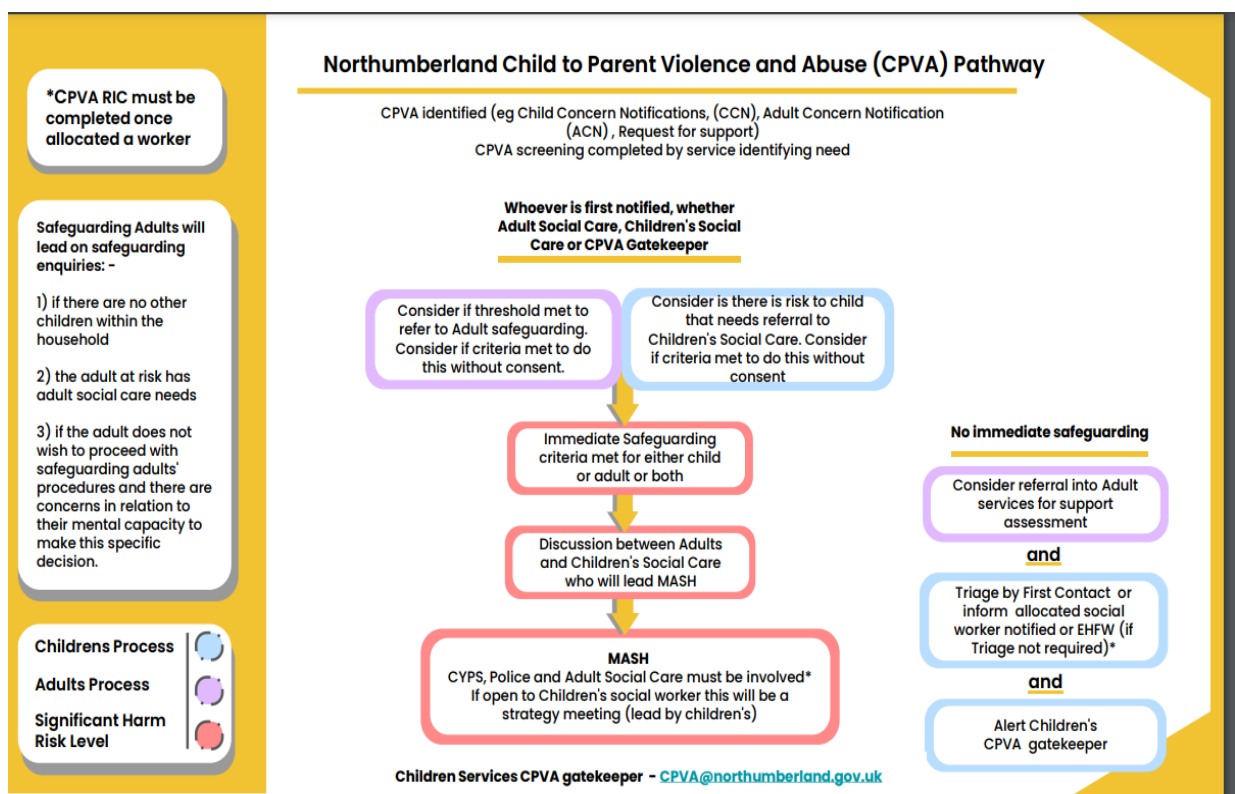 Northumberland Child to Parent Violence and Abuse (CPVA) Pathway
CPVA identified (eg Child Concern Notifications, (CCN), Adult Concern Notification
(ACN) , Request for support)
CPVA screening completed by service identifying need
*CPVA RIC must be
completed once
allocated a worker
Safeguarding Adults will
lead on safeguarding
enquiries: -
1) if there are no other
children within the
household
2) the adult at risk has
adult social care needs
3) if the adult does not
wish to proceed with
safeguarding adults'
procedures and there are
concerns in relation to
their mental capacity to
make this specific
decision.
Childrens Process
Adults Process
Significant Harm
Risk Level
Whoever is first notified, whether
Adult Social Care, Children's Social
Care or CPVA Gatekeeper
Consider if threshold met to
refer to Adult safeguarding.
Consider if criteria met to do
this without consent.
Consider is there is risk to child
that needs referral to
Children's Social Care. Consider
if criteria met to do this without
consent
Immediate Safeguarding
criteria met for either child
or adult or both
Discussion between Adults
and Children's Social Care
who will lead MASH
MASH
CYPS, Police and Adult Social Care must be involved*
If open to Children's social worker this will be a
strategy meeting (lead by children's)
No immediate safeguarding
Consider referral into Adult
services for support
assessment
and
Triage by First Contact or
inform allocated social
worker notified or EHFW (if
Triage not required)*
and
Alert Children's
CPVA gatekeeper
Children Services CPVA gatekeeper - CPVA@northumberland.gov.uk